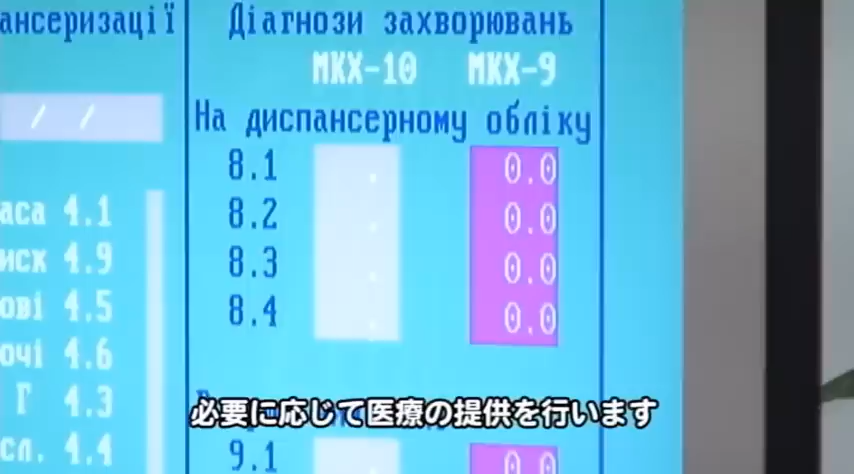 ансеризації
Діагнози захворювань
МКХ-10 МКХ-9
/ /
На диспансерному обліку
8.1 . 0.0
8.2 . 0.0
8.3 . 0.0
8.4 . 0.0
аса 4.1
иск 4.9
ові 4.5
очі 4.6
Г 4.3
сл. 4.4
必要に応じて医療の提供を行います
9.1 0.0